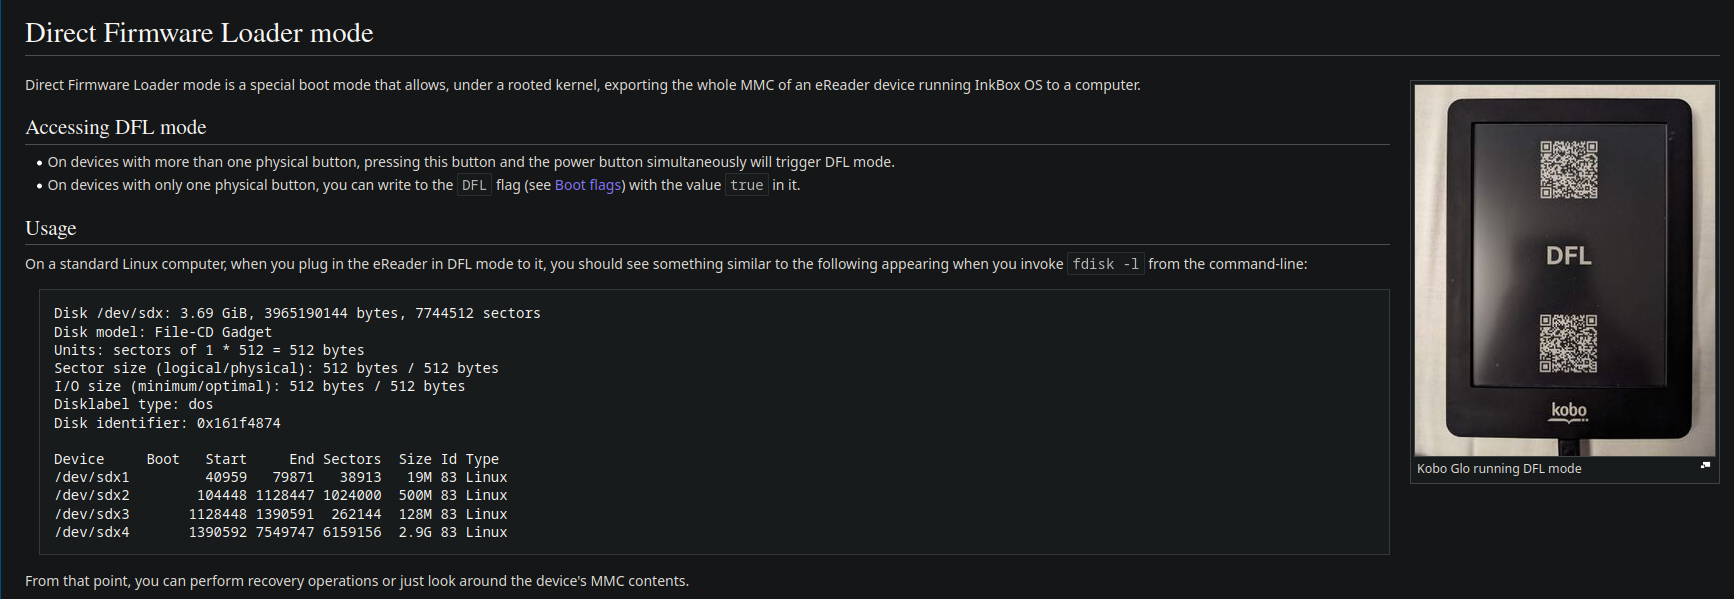 Direct Firmware Loader mode
Direct Firmware Loader mode is a special boot mode that allows, under a rooted kernel, exporting the whole MMC of an eReader device running InkBox OS to a computer.
Accessing DFL mode
• On devices with more than one physical button, pressing this button and the power button simultaneously will trigger DFL mode.
• On devices with only one physical button, you can write to the DFL flag (see Boot flags) with the value true in it.
Usage
On a standard Linux computer, when you plug in the eReader in DFL mode to it, you should see something similar to the following appearing when you invoke fdisk -l from the command-line:
Disk /dev/sdx: 3.69 GiB, 3965190144 bytes, 7744512 sectors
Disk model: File-CD Gadget
Units: sectors of 1 * 512 = 512 bytes
Sector size (logical/physical): 512 bytes / 512 bytes
I/O size (minimum/optimal): 512 bytes / 512 bytes
Disklabel type: dos
Disk identifier: 0x161f4874
Device     Boot   Start     End Sectors  Size Id Type
/dev/sdx1         40959   79871   38913   19M 83 Linux
/dev/sdx2        104448 1128447 1024000  500M 83 Linux
/dev/sdx3       1128448 1390591  262144  128M 83 Linux
/dev/sdx4       1390592 7549747 6159156  2.9G 83 Linux
From that point, you can perform recovery operations or just look around the device's MMC contents.
DFL
kobo
Kobo Glo running DFL mode